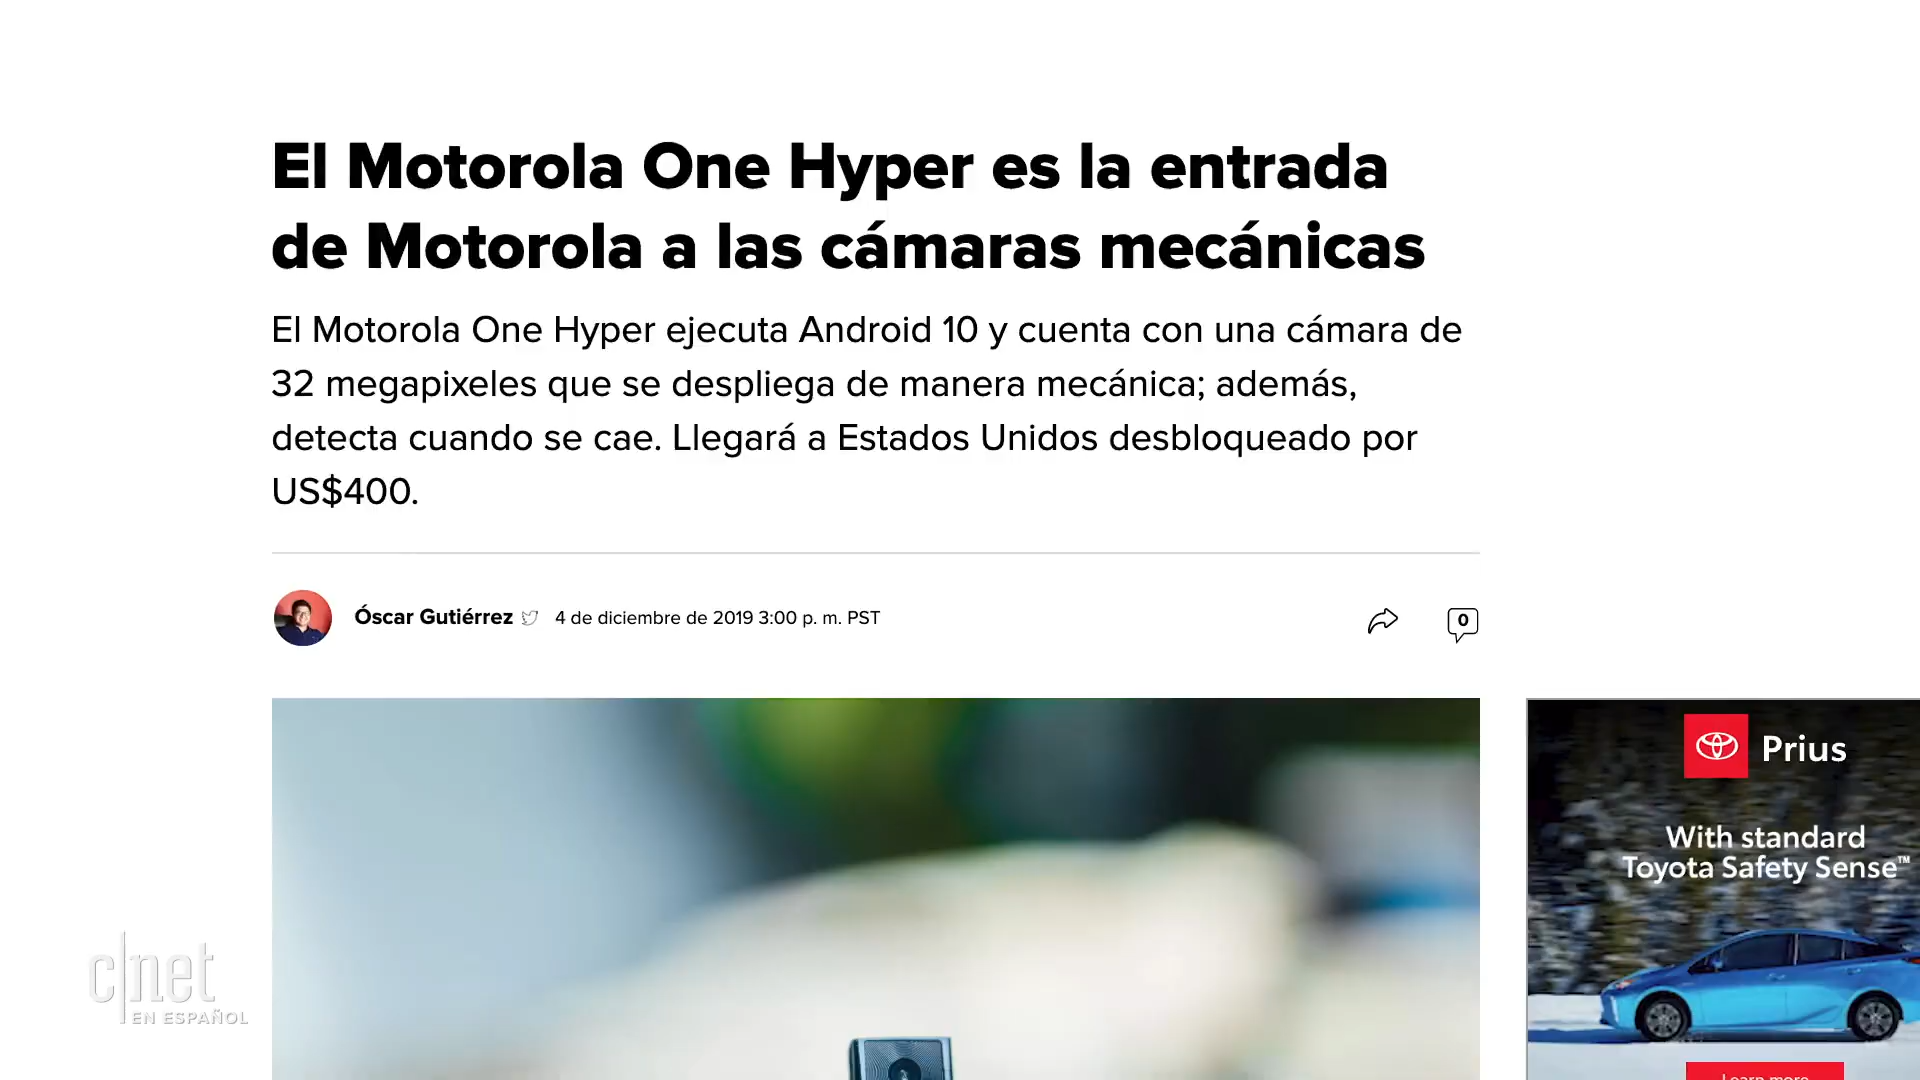 El Motorola One Hyper es la entrada
de Motorola a las cámaras mecánicas
El Motorola One Hyper ejecuta Android 10 y cuenta con una cámara de
32 megapixeles que se despliega de manera mecánica; además,
detecta cuando se cae. Llegará a Estados Unidos desbloqueado por
US$400.
Óscar Gutiérrez 4 de diciembre de 2019 3:00 p. m. PST
0
Prius
With standard
Toyota Safety Sense™
Learn more
c|net
EN ESPAÑOL